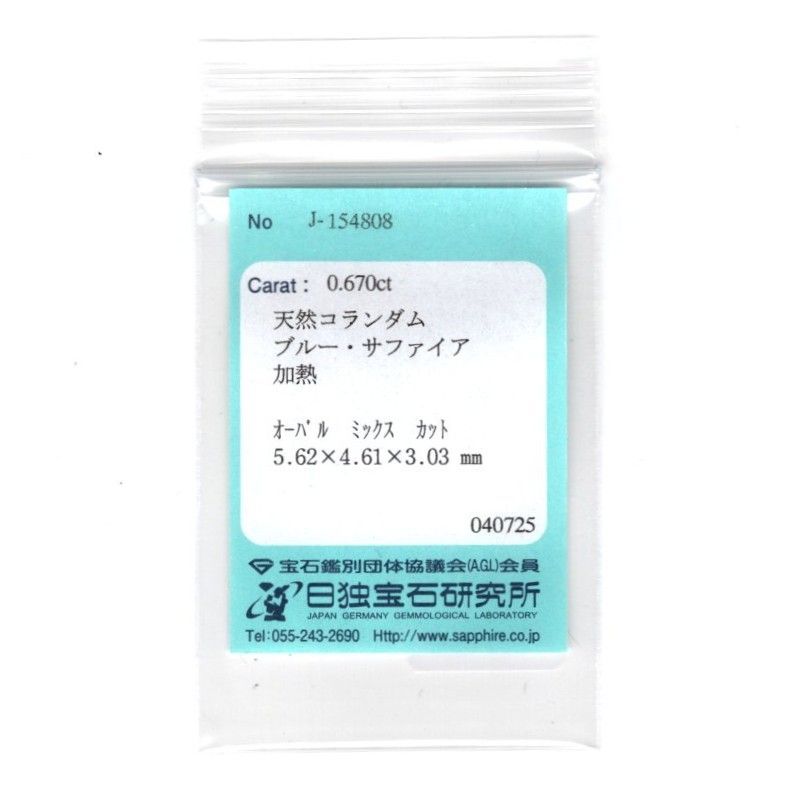 No J-154808
Carat : 0.670ct
天然コランダム
ブルー・サファイア
加熱
ｵｰﾊﾞﾙ ﾐｯｸｽ ｶｯﾄ
5.62×4.61×3.03 mm
040725
宝石鑑別団体協議会(A.G.L)会員
日独宝石研究所
JAPAN GERMANY GEMMOLOGICAL LABORATORY
Tel:055-243-2690 Http://www.sapphire.co.jp